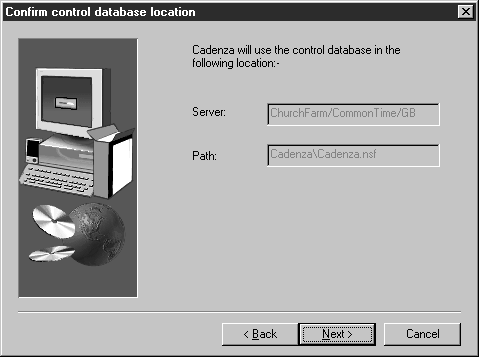 Confirm control database location
Cadenza will use the control database in the
following location:-
Server:
ChurchFarm/CommonTime/GB
Path:
Cadenza\Cadenza.nsf
< Back
Next >
Cancel